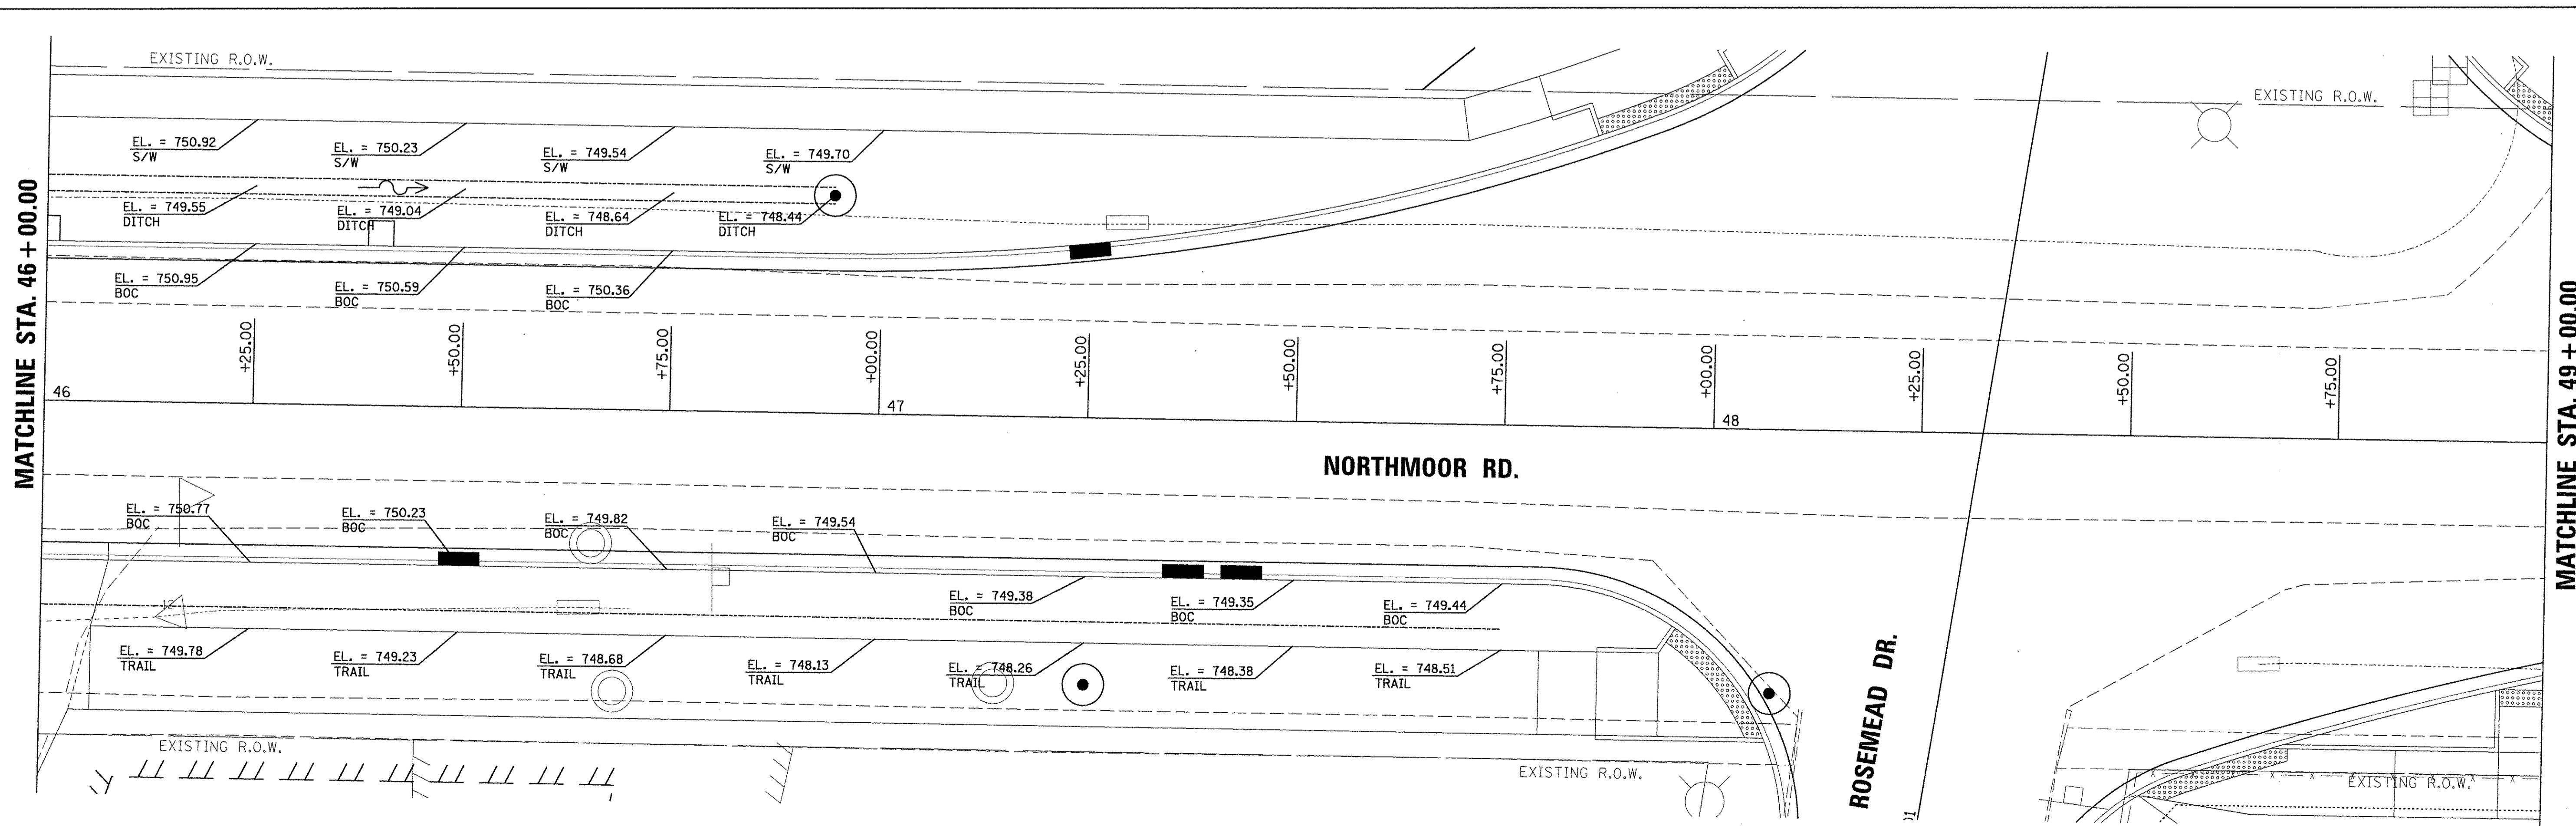 EXISTING R.O.W.
EXISTING R.O.W.
EL. = 750.92
S/W
EL. = 750.23
S/W
EL. = 749.54
S/W
EL. = 749.70
S/W
EL. = 749.55
DITCH
EL. = 749.04
DITCH
EL. = 748.64
DITCH
EL. = 748.44
DITCH
EL. = 750.95
BOC
EL. = 750.59
BOC
EL. = 750.36
BOC
MATCHLINE STA. 46+00.00
MATCHLINE STA. 49+00.00
+25.00
+50.00
+75.00
+00.00
+25.00
+50.00
+75.00
+00.00
+25.00
+50.00
+75.00
46
47
48
NORTHMOOR RD.
EL. = 750.77
BOC
EL. = 750.23
BOC
EL. = 749.82
BOC
EL. = 749.54
BOC
EL. = 749.38
BOC
EL. = 749.35
BOC
EL. = 749.44
BOC
12
EL. = 749.78
TRAIL
EL. = 749.23
TRAIL
EL. = 748.68
TRAIL
EL. = 748.13
TRAIL
EL. = 748.26
TRAIL
EL. = 748.38
TRAIL
EL. = 748.51
TRAIL
ROSEMEAD DR.
EXISTING R.O.W.
EXISTING R.O.W.
EXISTING R.O.W.